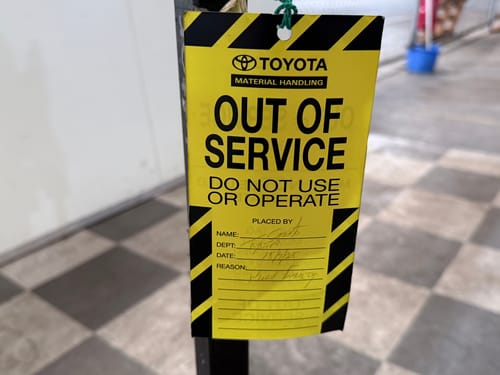 TOYOTA
MATERIAL HANDLING
OUT OF
SERVICE
DO NOT USE
OR OPERATE
PLACED BY
NAME:
DEPT:
DATE:
REASON: